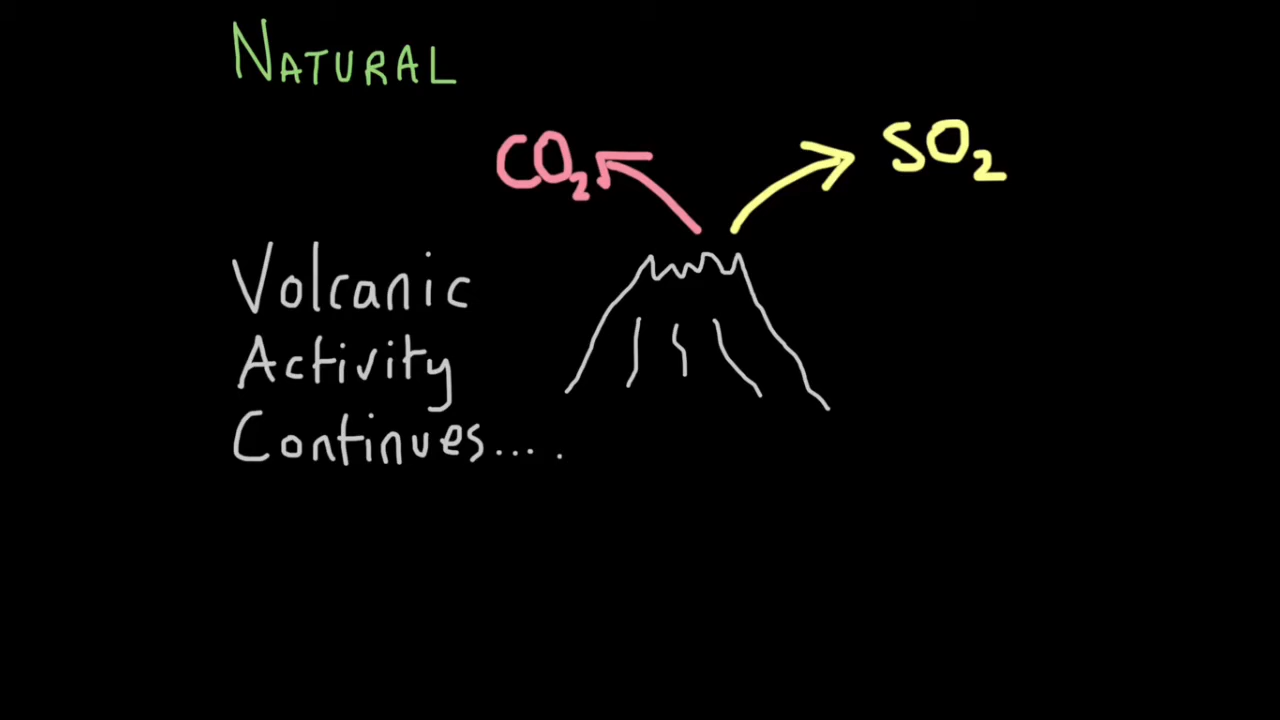 NATURAL
CO₂
SO₂
Volcanic
Activity
Continues....